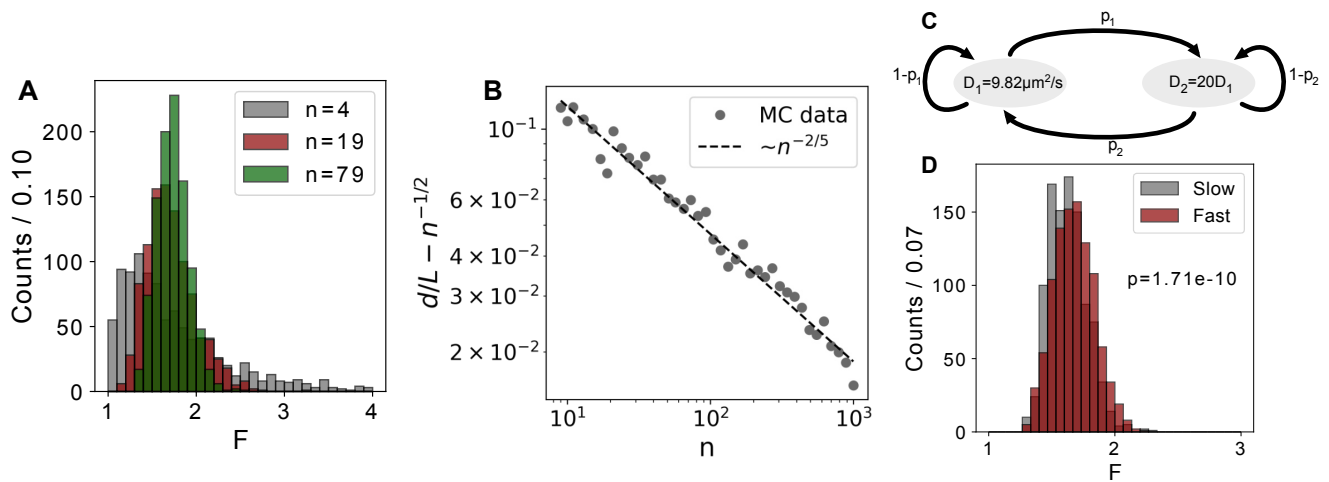 A
n=4
n=19
n=79
Counts / 0.10
200
150
100
50
0
1
2
3
4
F
B
MC data
~n^{-2/5}
d/L − n^{-1/2}
10^{-1}
6 × 10^{-2}
4 × 10^{-2}
3 × 10^{-2}
2 × 10^{-2}
10^1
10^2
10^3
n
C
p_1
1-p_1
D_1=9.82μm^2/s
D_2=20D_1
1-p_2
p_2
D
Slow
Fast
p=1.71e-10
Counts / 0.07
150
100
50
0
1
2
3
F